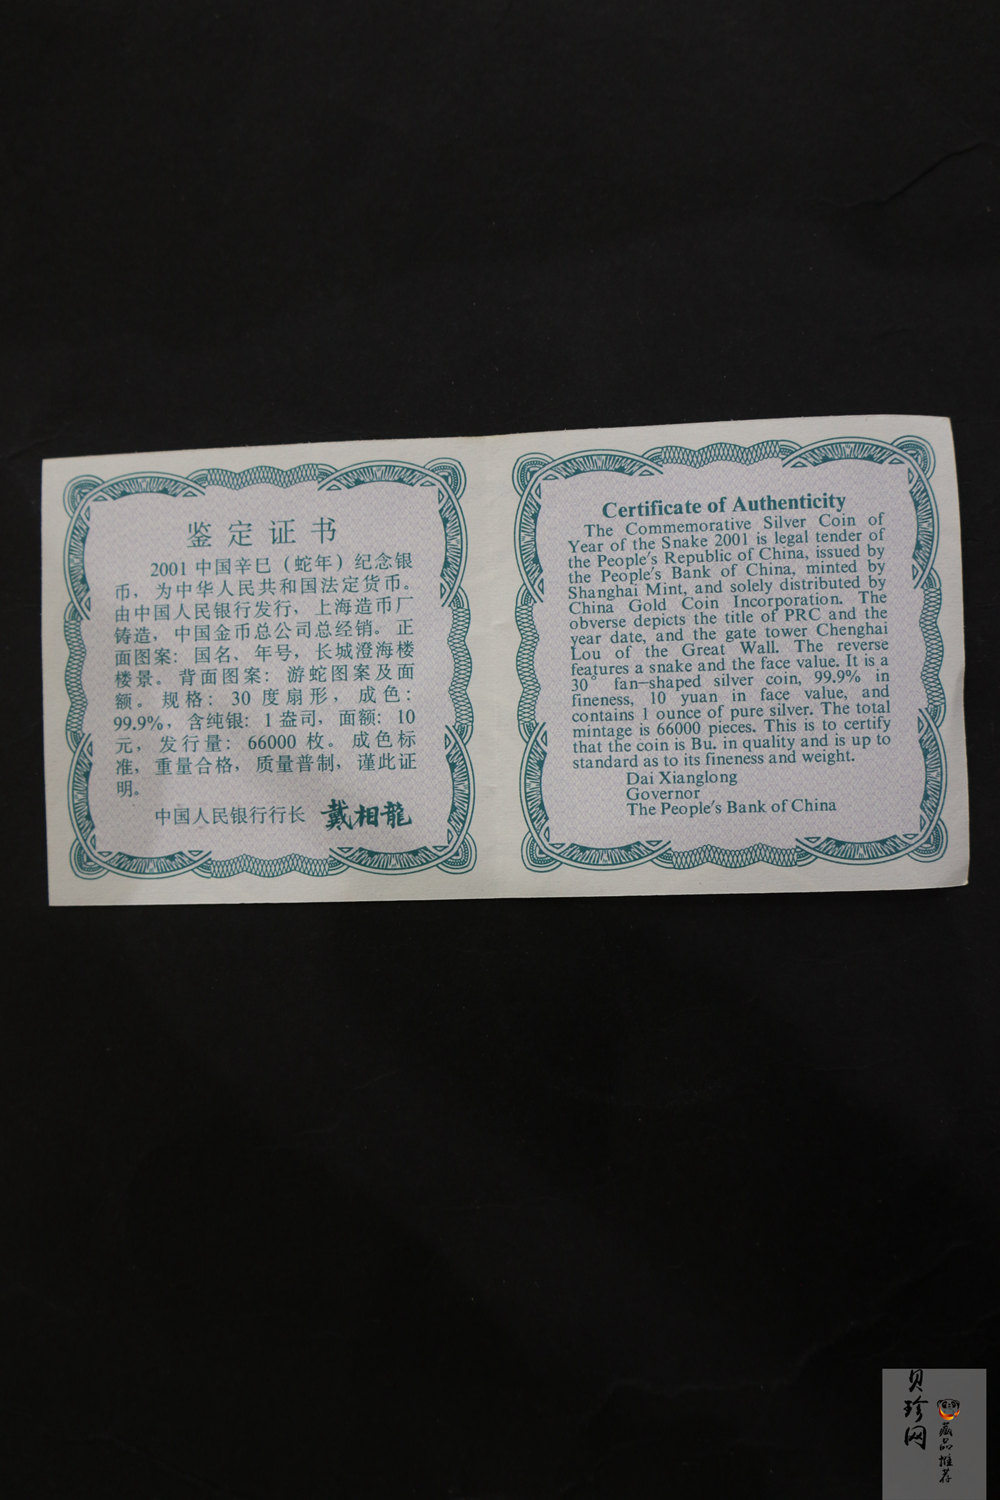 鉴定证书
2001 中国辛巳（蛇年）纪念银
币，为中华人民共和国法定货币。
由中国人民银行发行，上海造币厂
铸造，中国金币总公司总经销。正
面图案：国名、年号，长城澄海楼
楼景。背面图案：游蛇图案及面
额。规格：30 度扇形，成色：
99.9%，含纯银：1 盎司，面额：10
元，发行量：66000 枚。成色标
准，重量合格，质量普制，谨此证
明。
中国人民银行行长 戴相龍
Certificate of Authenticity
The Commemorative Silver Coin of
Year of the Snake 2001 is legal tender of
the People's Republic of China, issued by
the People's Bank of China, minted by
Shanghai Mint, and solely distributed by
China Gold Coin Incorporation. The
obverse depicts the title of PRC and the
year date, and the gate tower Chenghai
Lou of the Great Wall. The reverse
features a snake and the face value. It is a
30° fan—shaped silver coin, 99.9% in
fineness, 10 yuan in face value, and
contains 1 ounce of pure silver. The total
mintage is 66000 pieces. This is to certify
that the coin is Bu. in quality and is up to
standard as to its fineness and weight.
Dai Xianglong
Governor
The People's Bank of China
贝珍网
藏品推荐